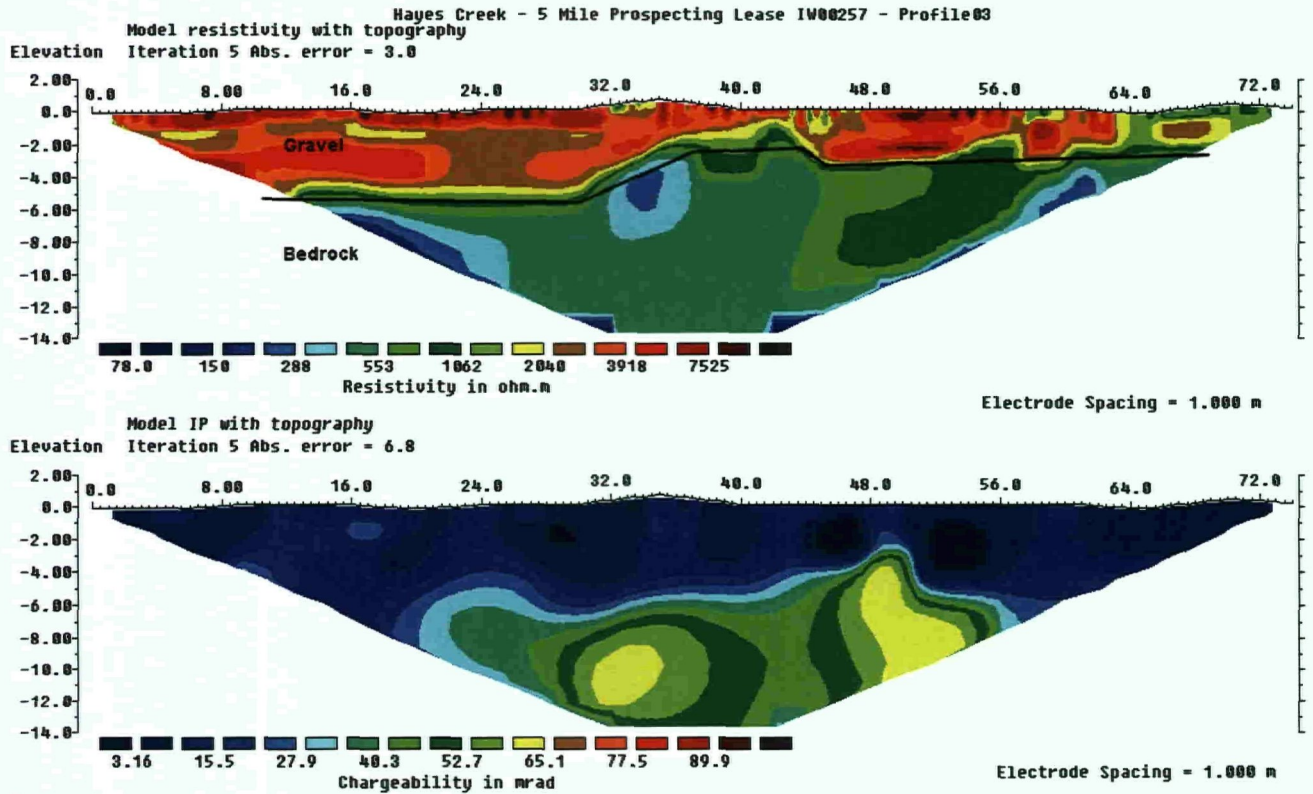 Hayes Creek - 5 Mile Prospecting Lease IW00257 - Profile03
Model resistivity with topography
Elevation Iteration 5 Abs. error = 3.0
0.0 8.00 16.0 24.0 32.0 40.0 48.0 56.0 64.0 72.0
2.00
0.0
-2.00
-4.00
-6.00
-8.00
-10.0
-12.0
-14.0
Gravel
Bedrock
78.0 150 288 553 1062 2040 3918 7525
Resistivity in ohm.m
Electrode Spacing = 1.000 m
Model IP with topography
Elevation Iteration 5 Abs. error = 6.8
0.0 8.00 16.0 24.0 32.0 40.0 48.0 56.0 64.0 72.0
2.00
0.0
-2.00
-4.00
-6.00
-8.00
-10.0
-12.0
-14.0
3.16 15.5 27.9 40.3 52.7 65.1 77.5 89.9
Chargeability in mrad
Electrode Spacing = 1.000 m